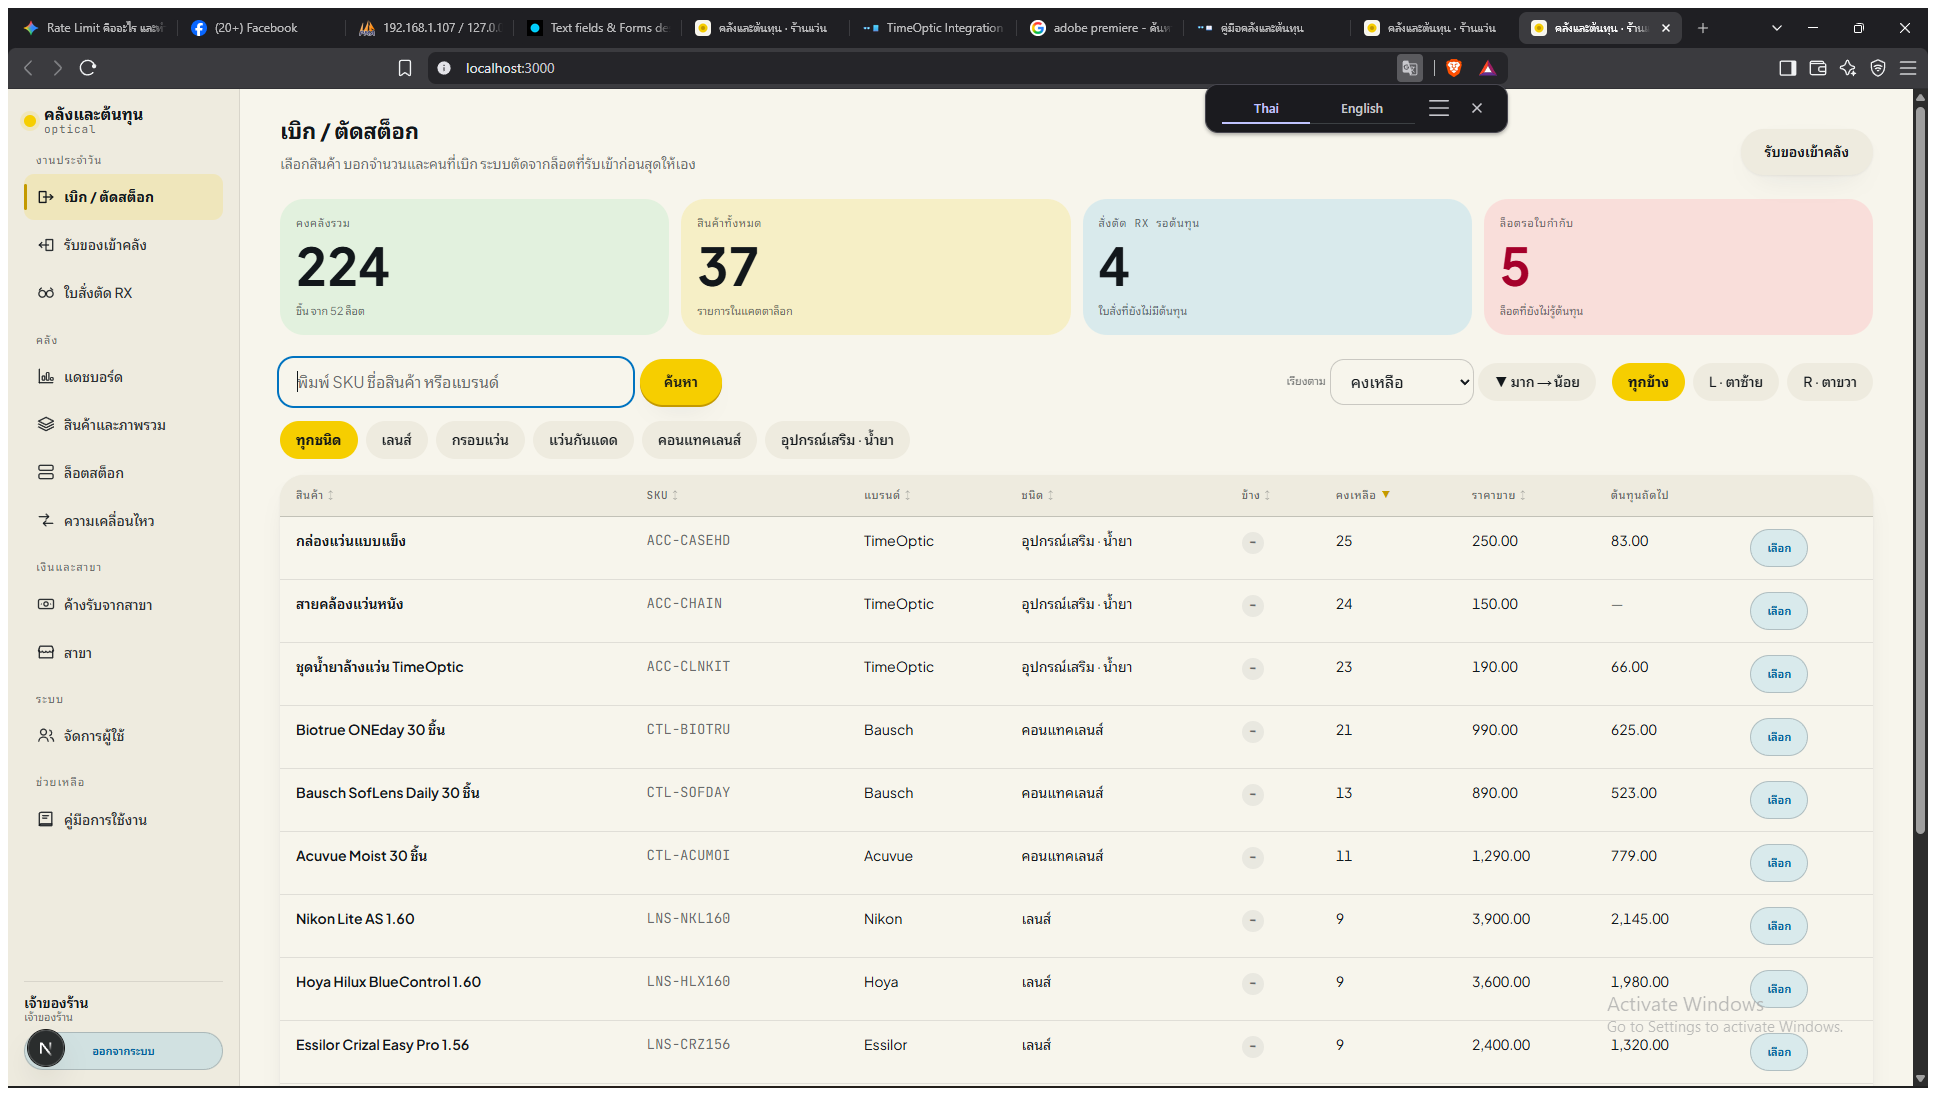 Rate Limit คืออะไร และทำ
(20+) Facebook
192.168.1.107 / 127.0.
Text fields & Forms de
คลังและต้นทุน · ร้านแว่น
TimeOptic Integration
adobe premiere - ค้นห
คู่มือคลังและต้นทุน
คลังและต้นทุน · ร้านแว่น
คลังและต้นทุน · ร้าน
localhost:3000
Thai
English
คลังและต้นทุน
optical
งานประจำวัน
เบิก / ตัดสต็อก
รับของเข้าคลัง
ใบสั่งตัด RX
คลัง
แดชบอร์ด
สินค้าและภาพรวม
ล็อตสต็อก
ความเคลื่อนไหว
เงินและสาขา
ค้างรับจากสาขา
สาขา
ระบบ
จัดการผู้ใช้
ช่วยเหลือ
คู่มือการใช้งาน
เจ้าของร้าน
เจ้าของร้าน
N
ออกจากระบบ
เบิก / ตัดสต็อก
เลือกสินค้า บอกจำนวนและคนที่เบิก ระบบตัดจากล็อตที่รับเข้าก่อนสุดให้เอง
รับของเข้าคลัง
คงคลังรวม
224
ชิ้น จาก 52 ล็อต
สินค้าทั้งหมด
37
รายการในแคตตาล็อก
สั่งตัด RX รอต้นทุน
4
ใบสั่งที่ยังไม่มีต้นทุน
ล็อตรอใบกำกับ
5
ล็อตที่ยังไม่รู้ต้นทุน
พิมพ์ SKU ชื่อสินค้า หรือแบรนด์
ค้นหา
เรียงตาม
คงเหลือ
▼ มาก → น้อย
ทุกข้าง
L · ตาซ้าย
R · ตาขวา
ทุกชนิด
เลนส์
กรอบแว่น
แว่นกันแดด
คอนแทคเลนส์
อุปกรณ์เสริม · น้ำยา
สินค้า ↕ SKU ↕ แบรนด์ ↕ ชนิด ↕ ข้าง ↕ คงเหลือ ▼ ราคาขาย ↕ ต้นทุนถัดไป
กล่องแว่นแบบแข็ง ACC-CASEHD TimeOptic อุปกรณ์เสริม · น้ำยา – 25 250.00 83.00 เลือก
สายคล้องแว่นหนัง ACC-CHAIN TimeOptic อุปกรณ์เสริม · น้ำยา – 24 150.00 — เลือก
ชุดน้ำยาล้างแว่น TimeOptic ACC-CLNKIT TimeOptic อุปกรณ์เสริม · น้ำยา – 23 190.00 66.00 เลือก
Biotrue ONEday 30 ชิ้น CTL-BIOTRU Bausch คอนแทคเลนส์ – 21 990.00 625.00 เลือก
Bausch SofLens Daily 30 ชิ้น CTL-SOFDAY Bausch คอนแทคเลนส์ – 13 890.00 523.00 เลือก
Acuvue Moist 30 ชิ้น CTL-ACUMOI Acuvue คอนแทคเลนส์ – 11 1,290.00 779.00 เลือก
Nikon Lite AS 1.60 LNS-NKL160 Nikon เลนส์ – 9 3,900.00 2,145.00 เลือก
Hoya Hilux BlueControl 1.60 LNS-HLX160 Hoya เลนส์ – 9 3,600.00 1,980.00 เลือก
Essilor Crizal Easy Pro 1.56 LNS-CRZ156 Essilor เลนส์ – 9 2,400.00 1,320.00 เลือก
Activate Windows
Go to Settings to activate Windows.